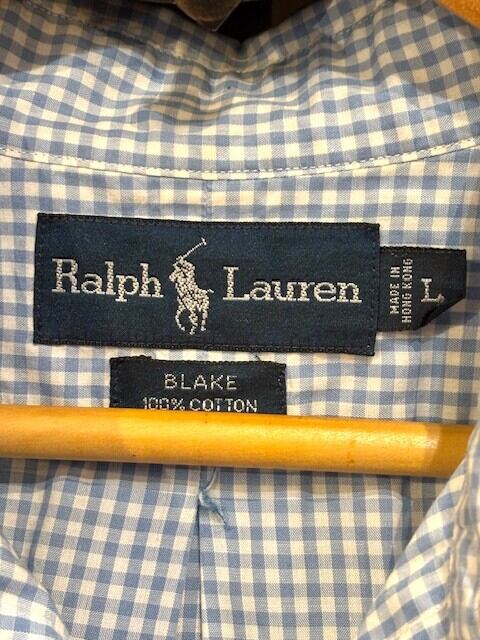 Ralph Lauren
MADE IN
HONG KONG
L
BLAKE
100% COTTON